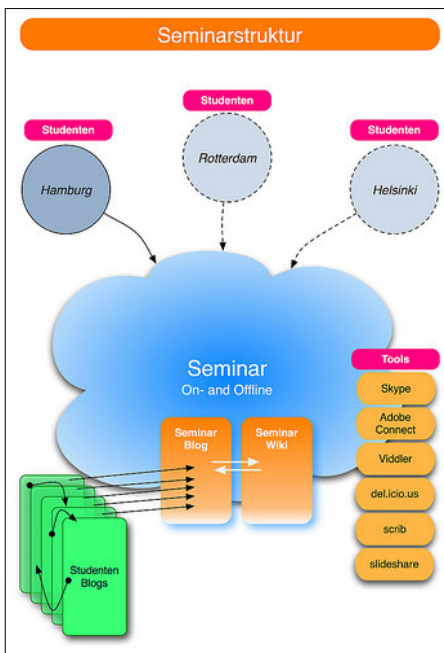 Seminarstruktur
Studenten
Studenten
Studenten
Hamburg
Rotterdam
Helsinki
Seminar
On- and Offline
Tools
Skype
Adobe
Connect
Viddler
del.icio.us
scrib
slideshare
Seminar
Blog
Seminar
Wiki
Studenten
Blogs